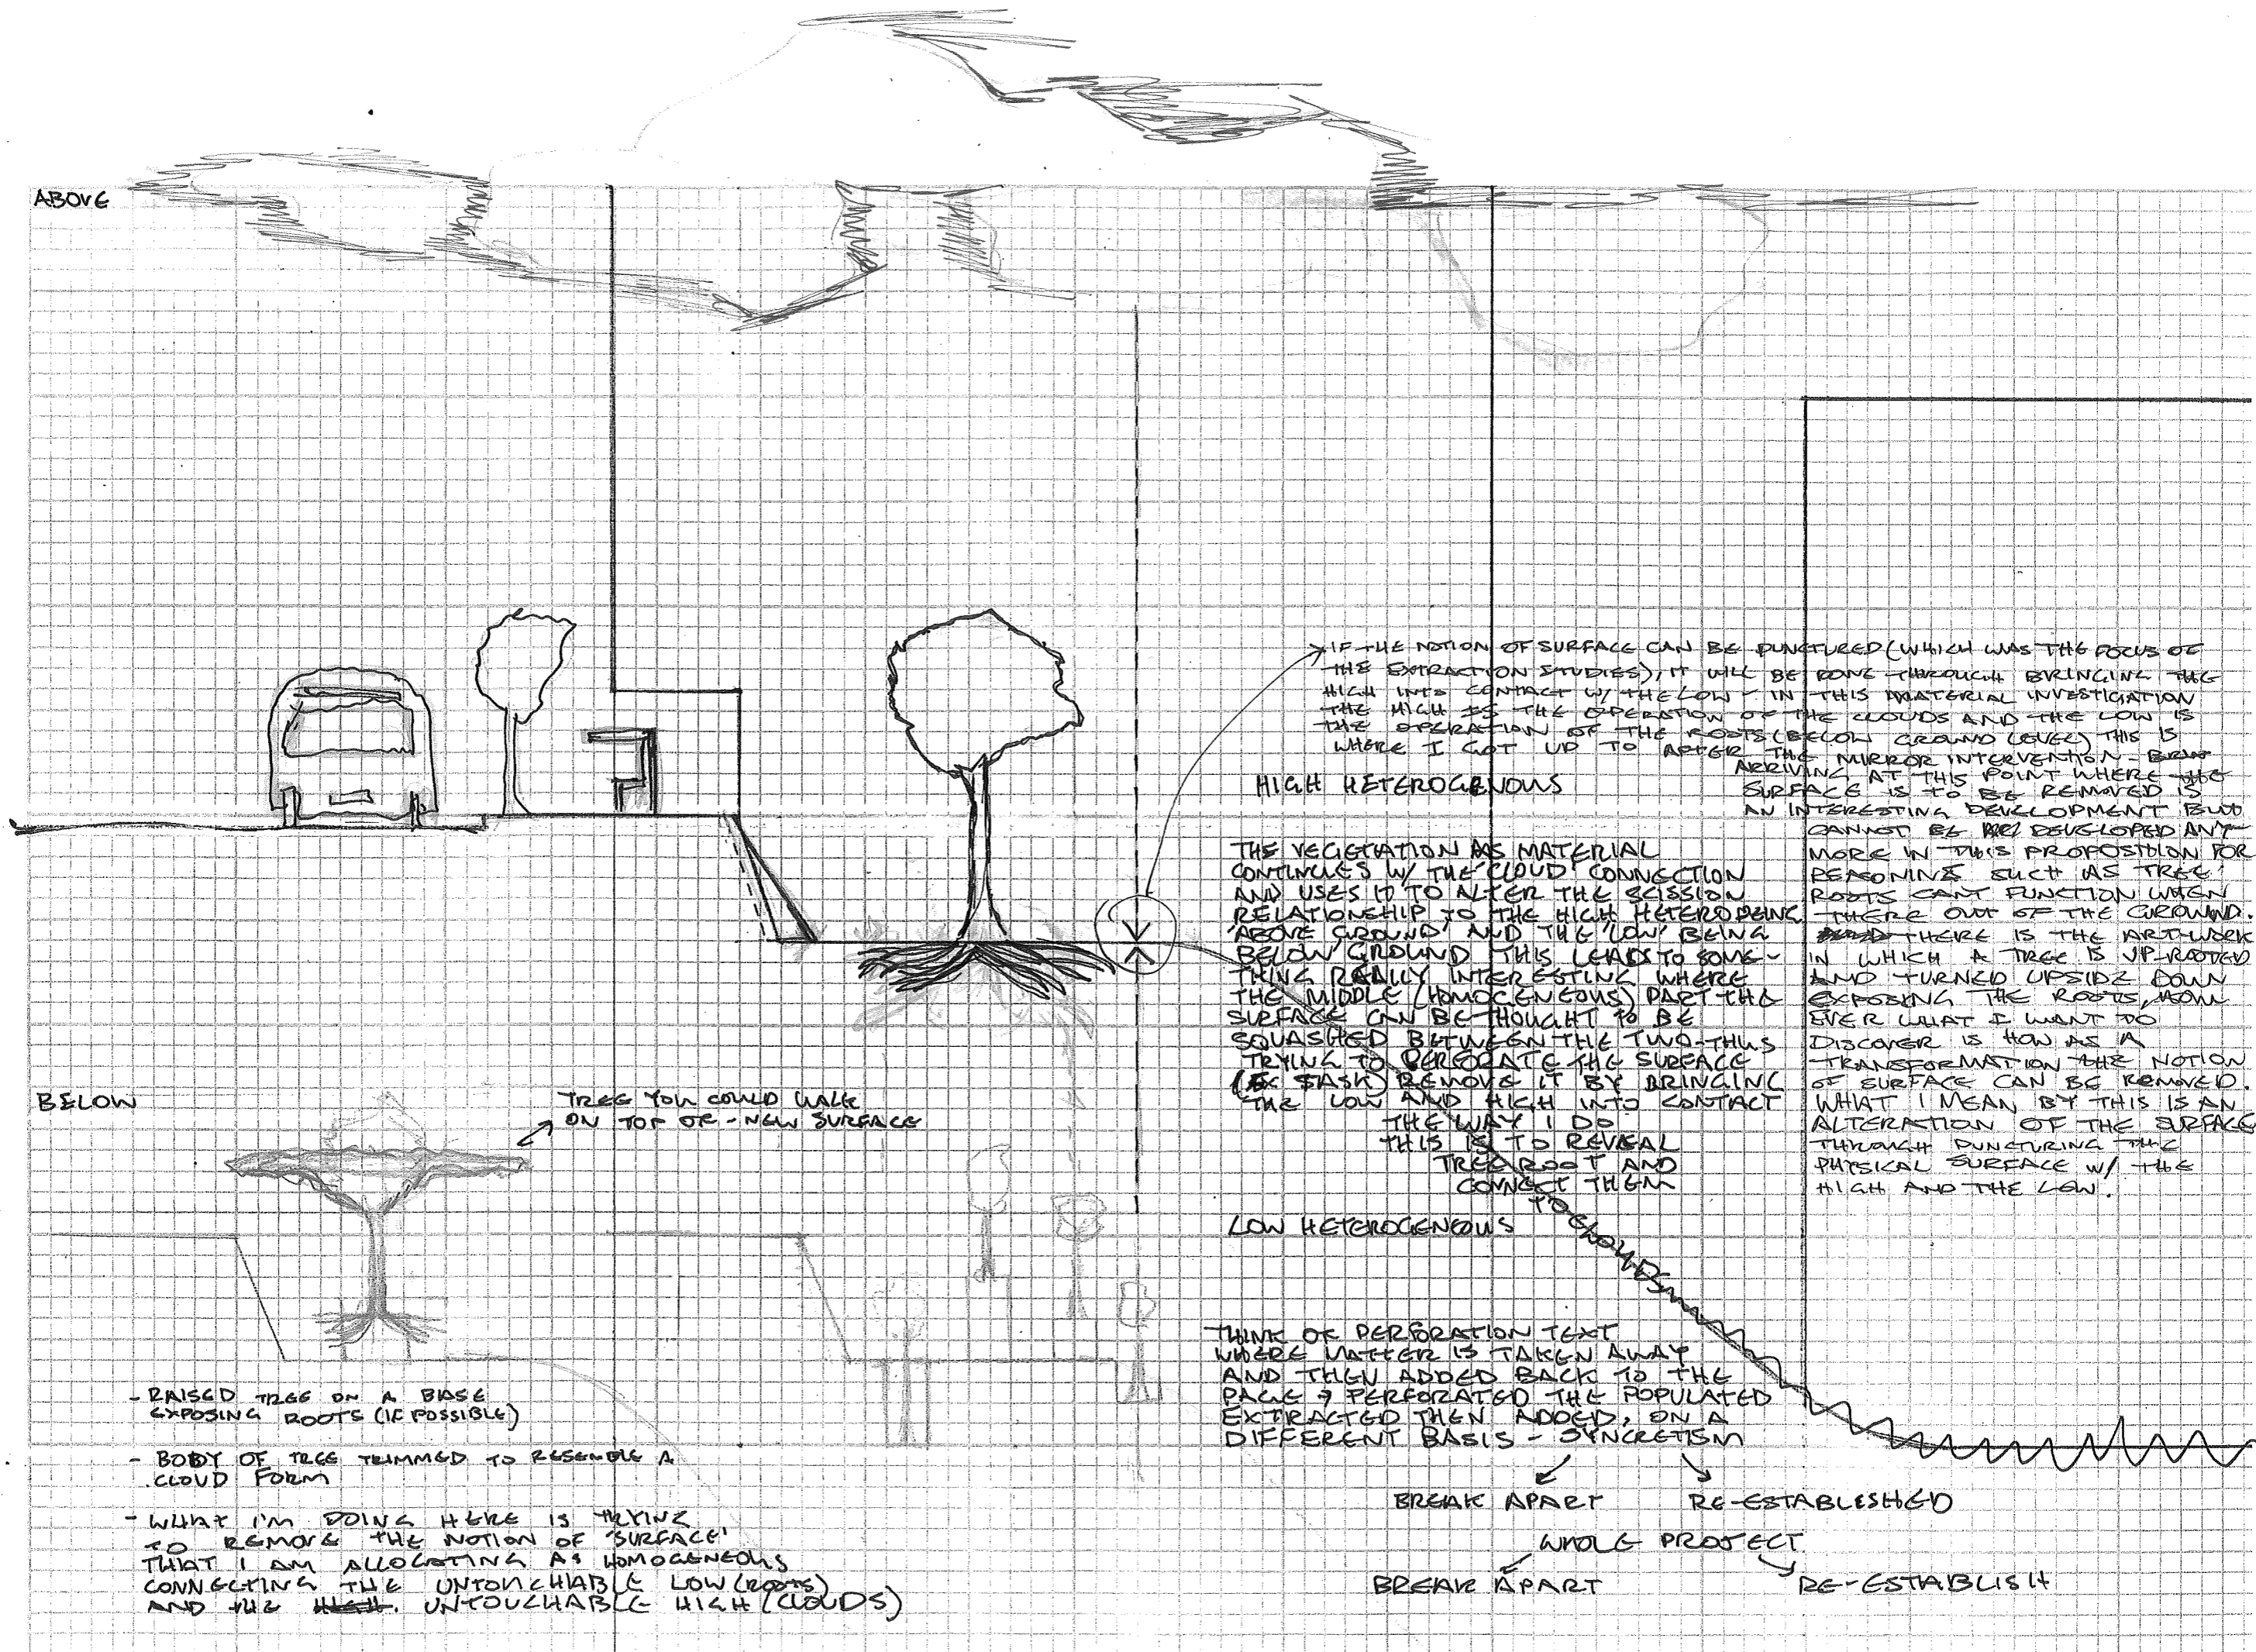 ABOVE
IF THE NOTION OF SURFACE CAN BE PUNCTURED (WHICH WAS THE FOCUS OF
THE EXTRACTION STUDIES), IT WILL BE DONE THROUGH BRINGING THE
HIGH INTO CONTACT W/ THE LOW - IN THIS MATERIAL INVESTIGATION
THE HIGH IS THE OPERATION OF THE CLOUDS AND THE LOW IS
THE OPERATION OF THE ROOTS (BELOW GROUND LEVEL) THIS IS
WHERE I GOT UP TO AFTER THE MIRROR INTERVENTION -
ARRIVING AT THIS POINT WHERE THE
SURFACE IS TO BE REMOVED IS
AN INTERESTING DEVELOPMENT BUT
CANNOT BE DEVELOPED ANY-
MORE IN THIS PROPOSITION FOR
REASONING SUCH AS TREE
ROOTS CAN'T FUNCTION WHEN
THERE OUT OF THE GROUND.
THERE IS THE ART-WORK
IN WHICH A TREE IS UP-ROOTED
AND TURNED UPSIDE DOWN
EXPOSING THE ROOTS, HOW
EVER WHAT I WANT TO
DISCOVER IS HOW AS A
TRANSFORMATION THE NOTION
OF SURFACE CAN BE REMOVED.
WHAT I MEAN BY THIS IS AN
ALTERATION OF THE SURFACE
THROUGH PUNCTURING THE
PHYSICAL SURFACE W/ THE
HIGH AND THE LOW.
HIGH HETEROGENOUS
THE VEGETATION AS MATERIAL
CONTINUES W/ THE 'CLOUD' CONNECTION
AND USES IT TO ALTER THE SCISSION
RELATIONSHIP TO THE HIGH HETERO BEING
'ABOVE GROUND' AND THE 'LOW' BEING
BELOW GROUND THIS LEADS TO SOME-
THING REALLY INTERESTING WHERE
THE MIDDLE (HOMOGENEOUS) PART THE
SURFACE CAN BE THOUGHT TO BE
SQUASHED BETWEEN THE TWO - THUS
TRYING TO PERFORATE THE SURFACE
REMOVE IT BY BRINGING
THE LOW AND HIGH INTO CONTACT
THE WAY I DO
THIS IS TO REVEAL
TREE ROOT AND
CONNECT THEM
TO CLOUDS
LOW HETEROGENEOUS
THINK OF PERFORATION TEXT
WHERE MATTER IS TAKEN AWAY
AND THEN ADDED BACK TO THE
PAGE → PERFORATED THE POPULATED
EXTRACTED THEN ADDED, ON A
DIFFERENT BASIS - SYNCRETISM
BREAK APART RE-ESTABLESHED
WHOLE PROJECT
BREAK APART RE-ESTABLISH
BELOW
TREE YOU COULD WALK
ON TOP OF - NEW SURFACE
- RAISED TREE ON A BASE
EXPOSING ROOTS (IF POSSIBLE)
- BODY OF TREE TRIMMED TO RESEMBLE A
CLOUD FORM
- WHAT I'M DOING HERE IS TRYING
TO REMOVE THE NOTION OF 'SURFACE'
THAT I AM ALLOCATING AS HOMOGENEOUS
CONNECTING THE UNTOUCHABLE LOW (ROOTS)
AND THE HIGH. UNTOUCHABLE HIGH (CLOUDS)